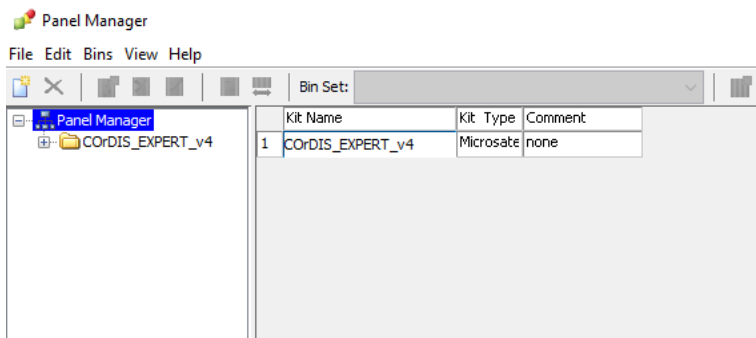 Panel Manager
File Edit Bins View Help
Bin Set:
Panel Manager
COrDIS_EXPERT_v4
Kit Name Kit Type Comment
1 COrDIS_EXPERT_v4 Microsate none